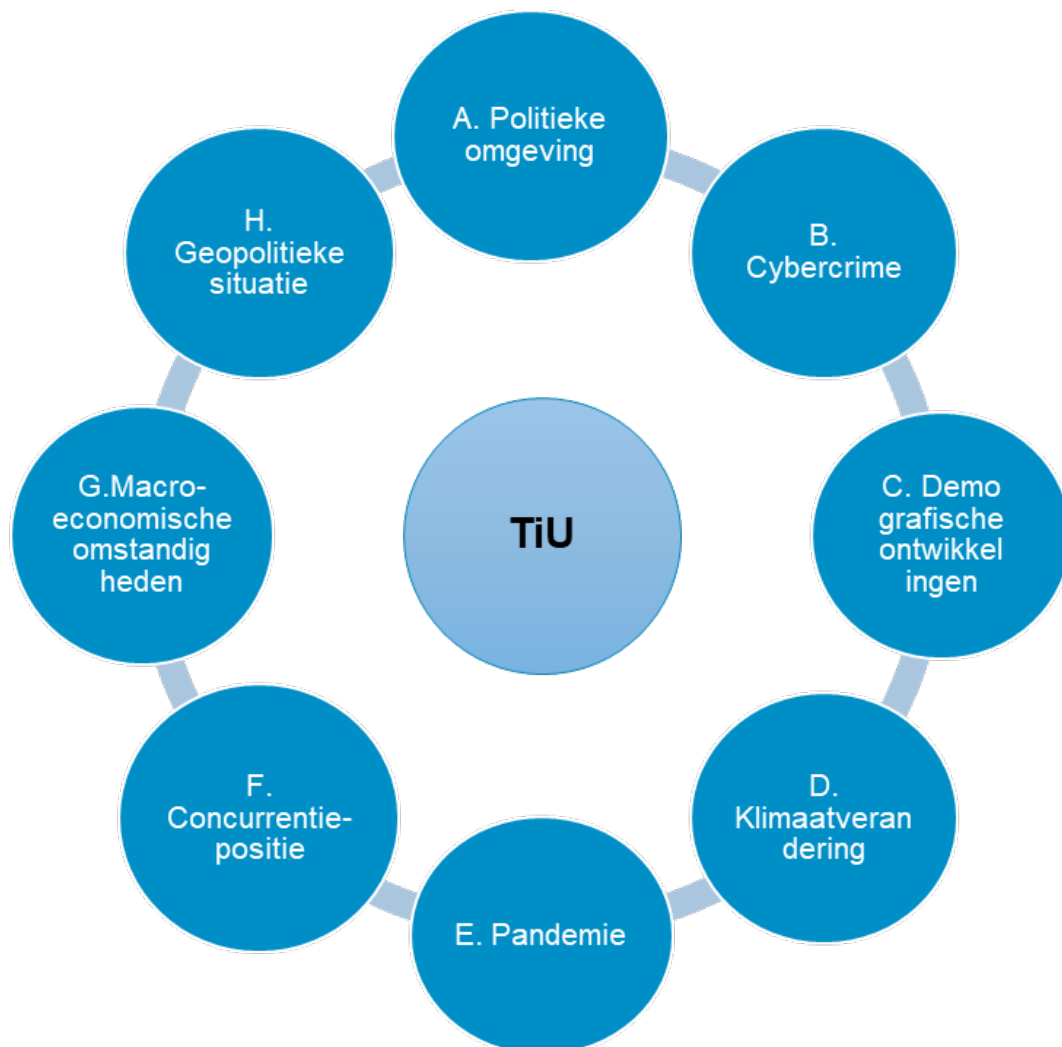 A. Politieke
omgeving
B.
Cybercrime
C. Demo
grafische
ontwikkel
ingen
D.
Klimaatveran
dering
E. Pandemie
F.
Concurrentie-
positie
G.Macro-
economische
omstandig
heden
H.
Geopolitieke
situatie
TiU